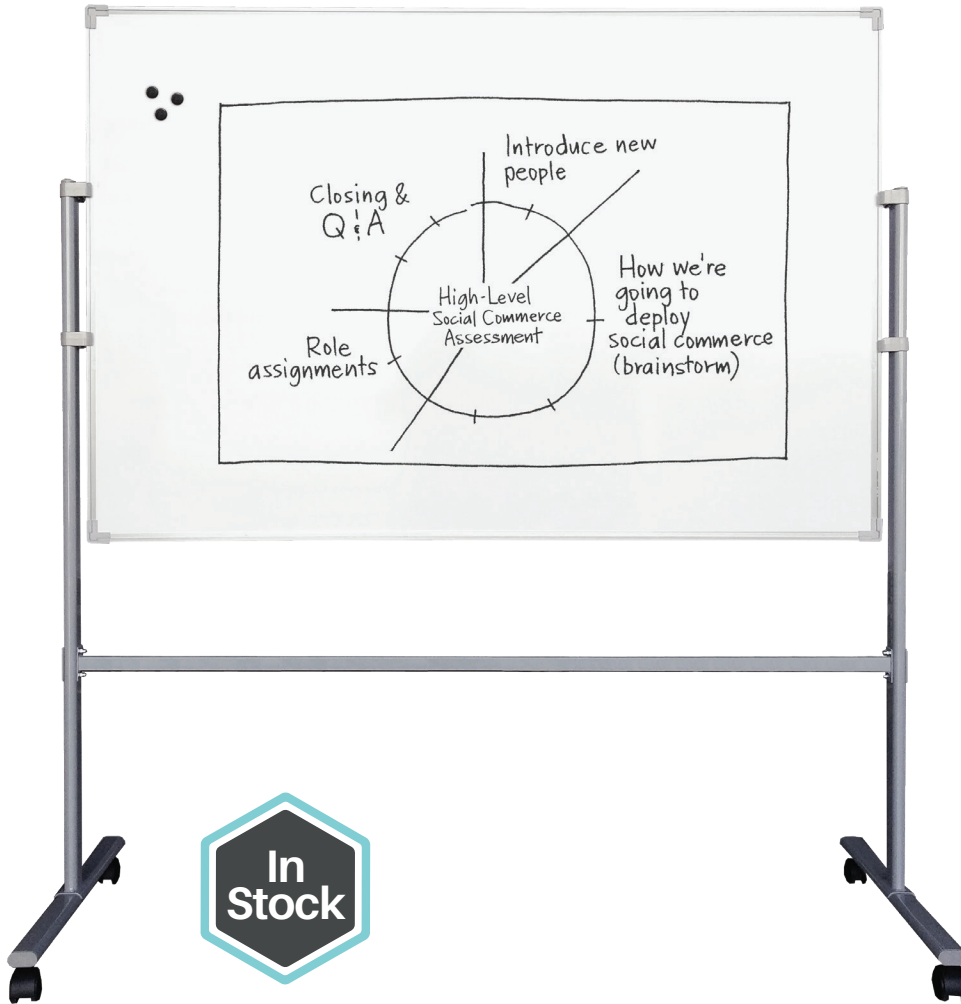 Introduce new
people
How we're
going to
deploy
social commerce
(brainstorm)
Role
assignments
Closing &
Q & A
High-Level
Social Commerce
Assessment
In
Stock